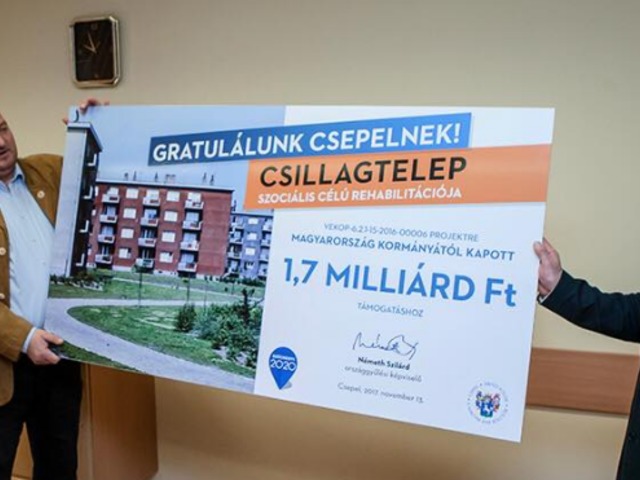 GRATULÁLUNK CSEPELNEK!
CSILLAGTELEP
SZOCIÁLIS CÉLÚ REHABILITÁCIÓJA
VEKOP-6.2.1-15-2016-00006 PROJEKTRE
MAGYARORSZÁG KORMÁNYÁTÓL KAPOTT
1,7 MILLIÁRD Ft
TÁMOGATÁSHOZ
Németh Szilárd
országgyűlési képviselő
Csepel, 2017. november 13.
2020